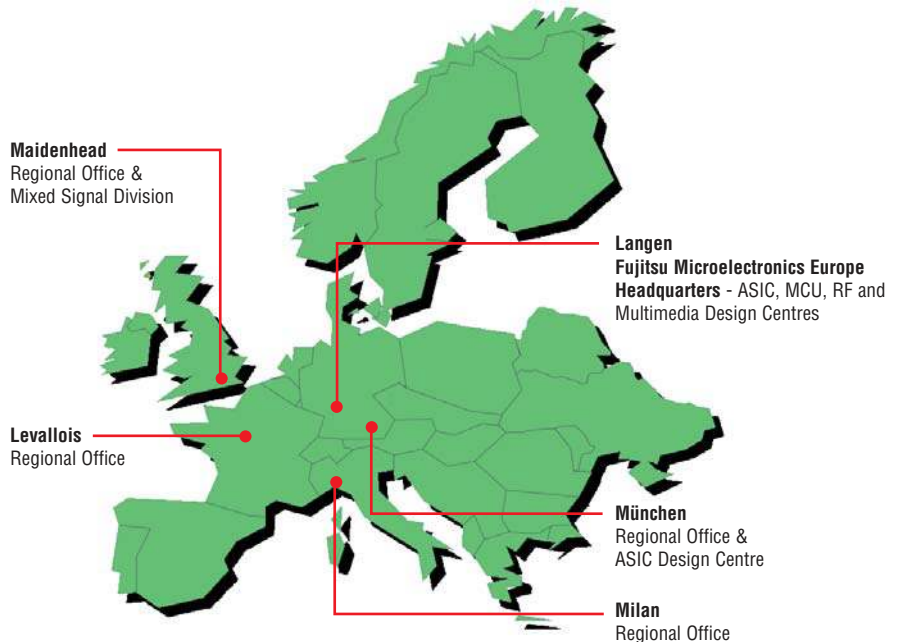 Maidenhead
Regional Office &
Mixed Signal Division
Levallois
Regional Office
Langen
Fujitsu Microelectronics Europe
Headquarters - ASIC, MCU, RF and
Multimedia Design Centres
München
Regional Office &
ASIC Design Centre
Milan
Regional Office